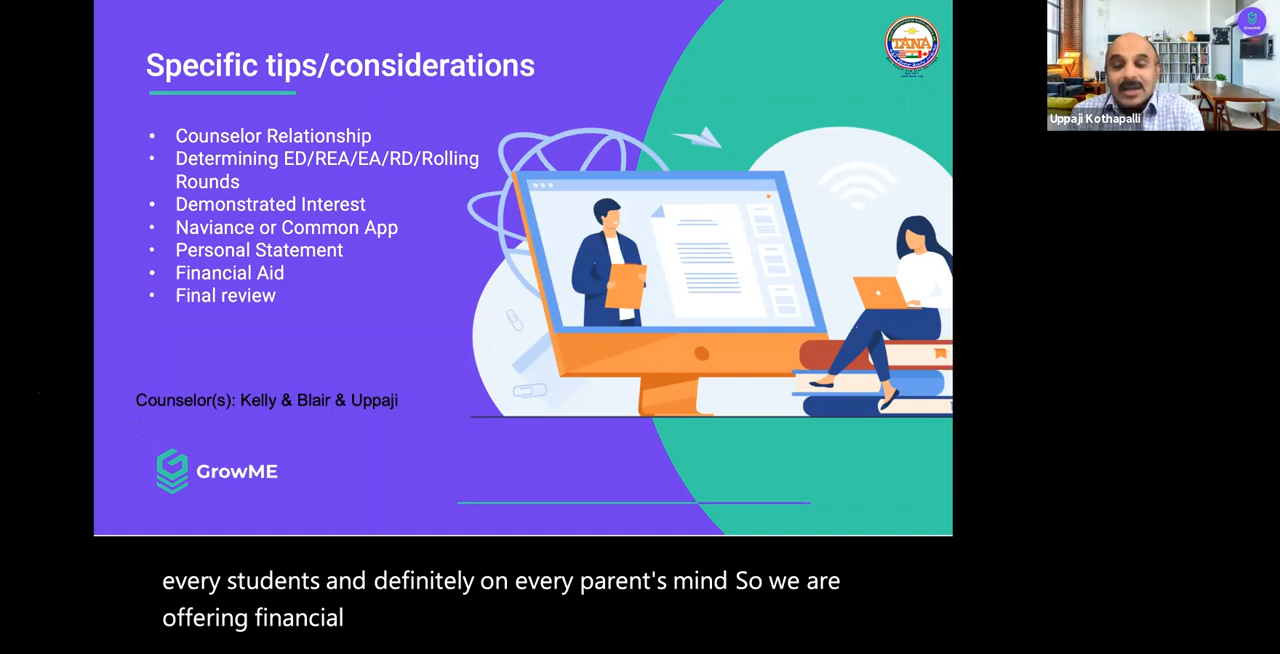 Specific tips/considerations
• Counselor Relationship
• Determining ED/REA/EA/RD/Rolling
Rounds
• Demonstrated Interest
• Naviance or Common App
• Personal Statement
• Financial Aid
• Final review
Counselor(s): Kelly & Blair & Uppaji
GrowME
TANA
Uppaji Kothapalli
GrowME
every students and definitely on every parent's mind So we are
offering financial